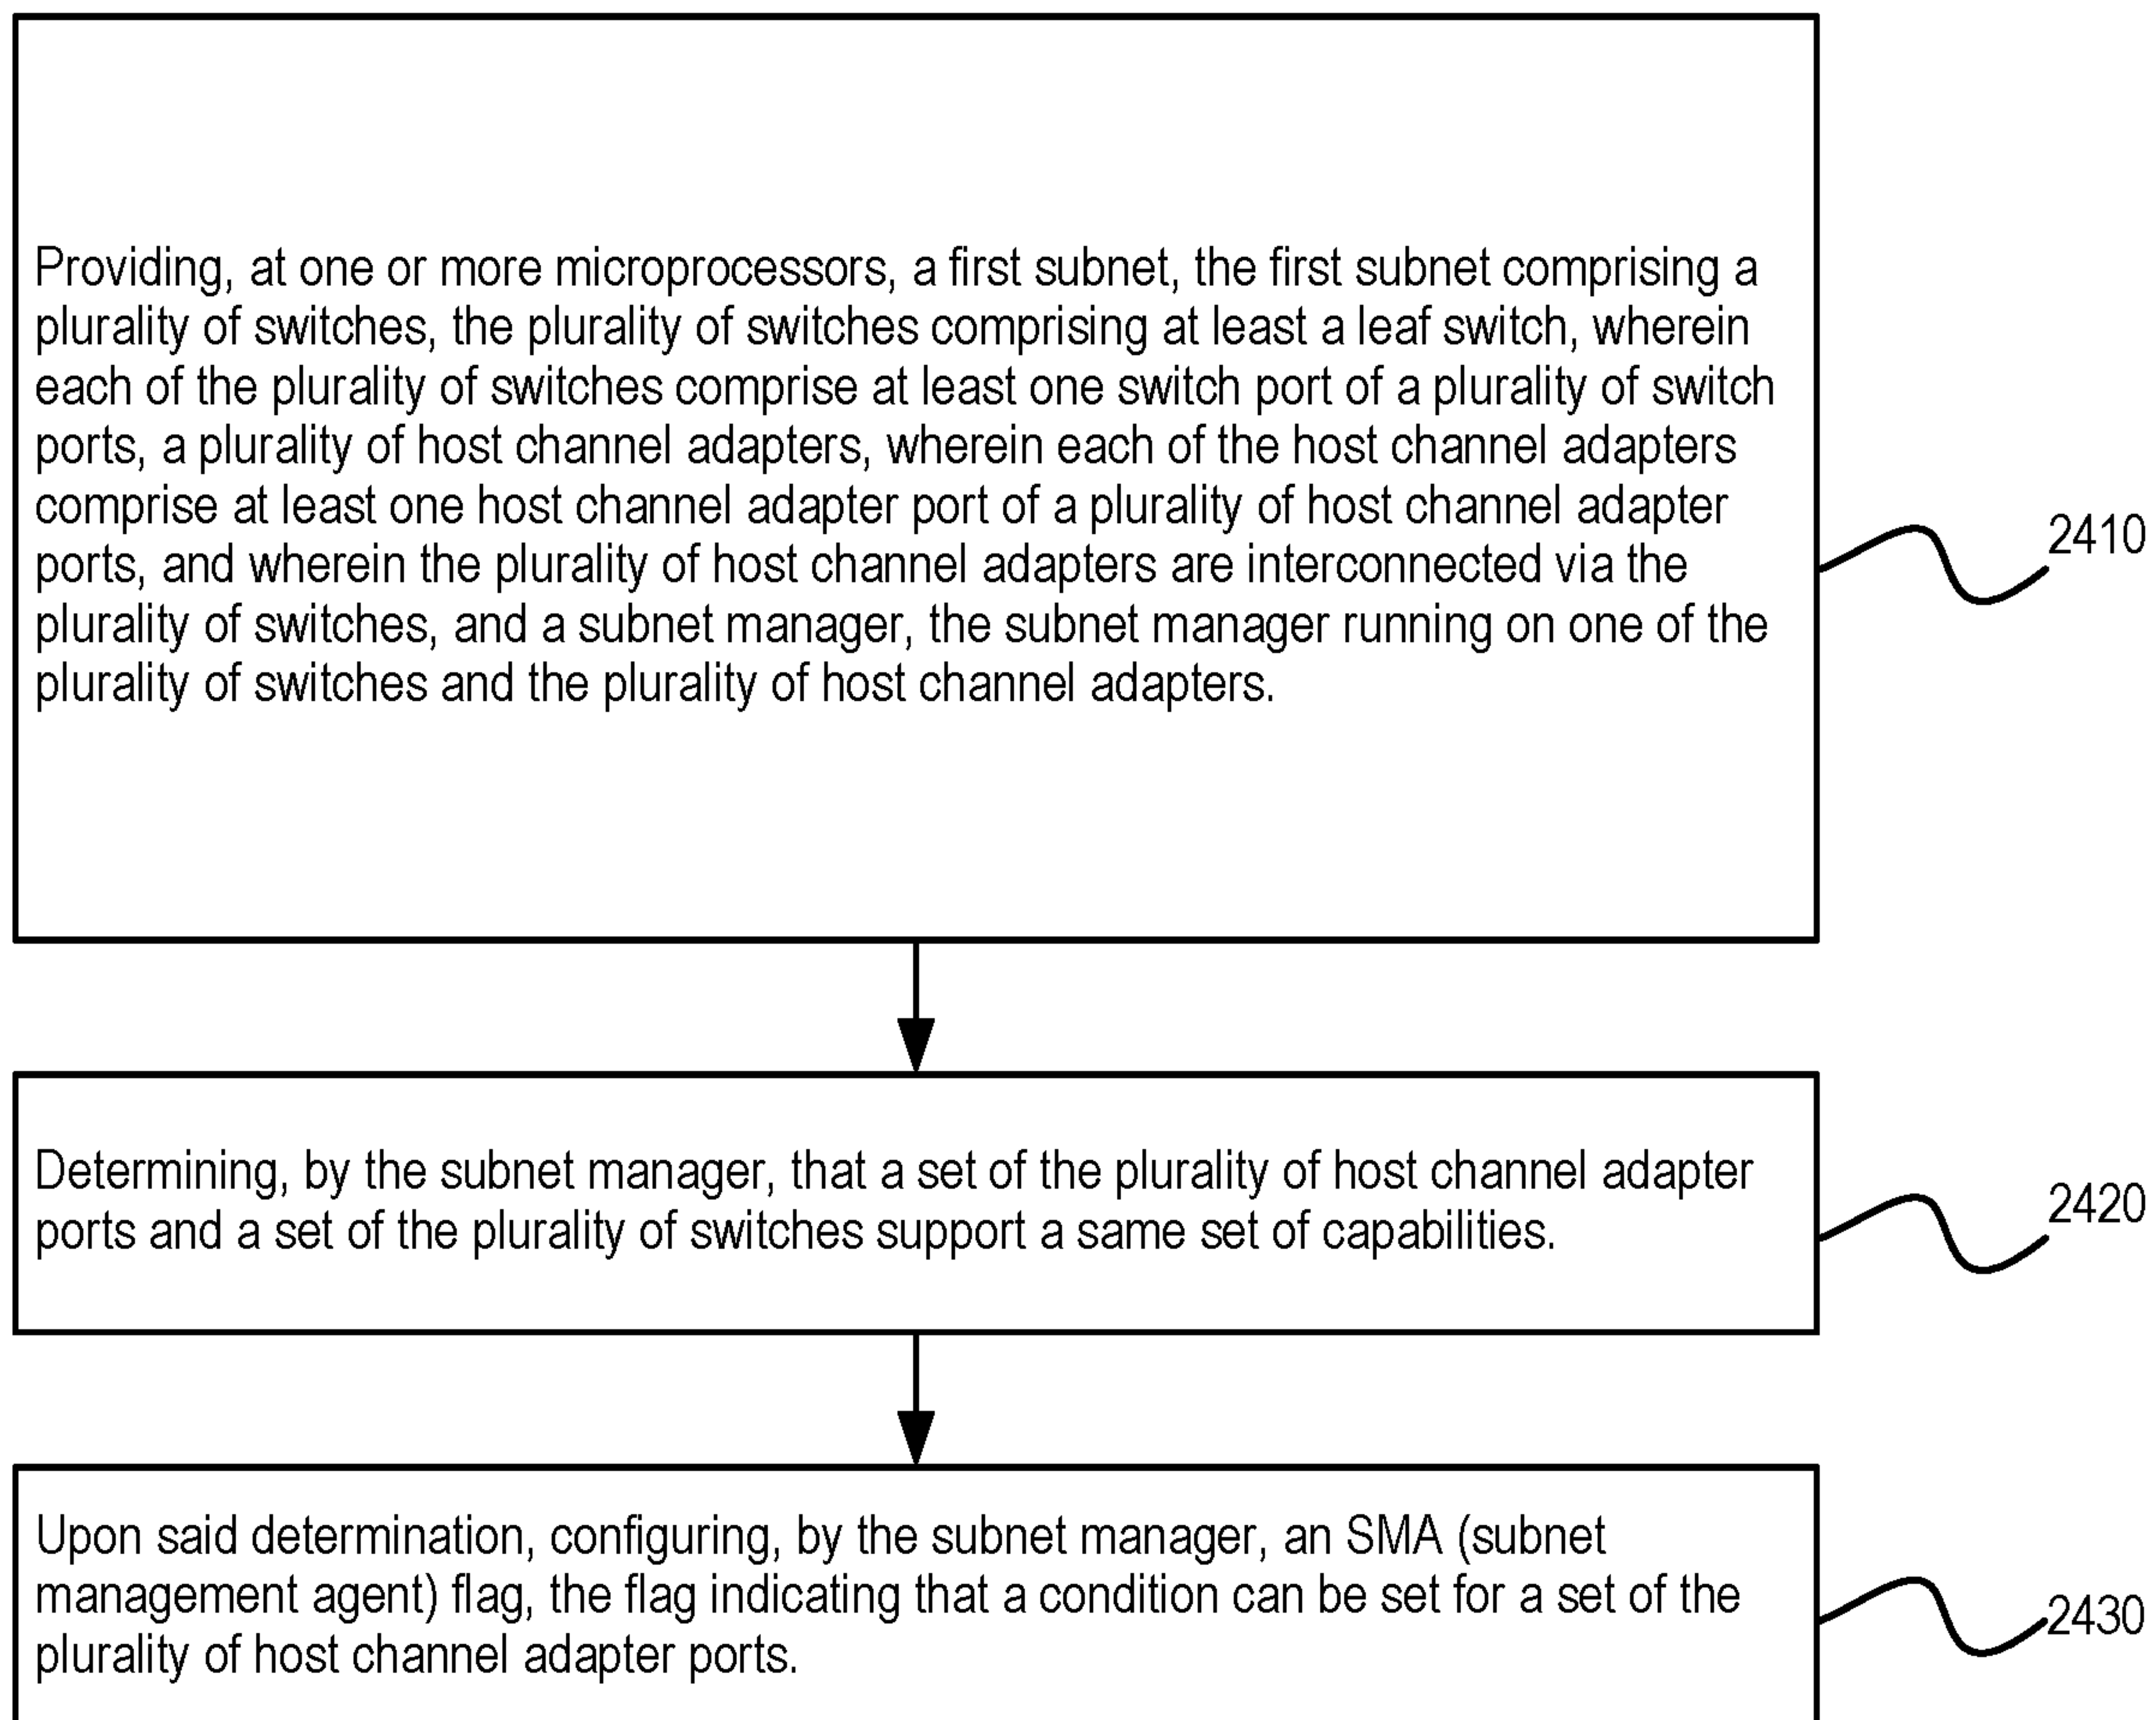 Providing, at one or more microprocessors, a first subnet, the first subnet comprising a
plurality of switches, the plurality of switches comprising at least a leaf switch, wherein
each of the plurality of switches comprise at least one switch port of a plurality of switch
ports, a plurality of host channel adapters, wherein each of the host channel adapters
comprise at least one host channel adapter port of a plurality of host channel adapter
ports, and wherein the plurality of host channel adapters are interconnected via the
plurality of switches, and a subnet manager, the subnet manager running on one of the
plurality of switches and the plurality of host channel adapters.
2410
Determining, by the subnet manager, that a set of the plurality of host channel adapter
ports and a set of the plurality of switches support a same set of capabilities.
2420
Upon said determination, configuring, by the subnet manager, an SMA (subnet
management agent) flag, the flag indicating that a condition can be set for a set of the
plurality of host channel adapter ports.
2430